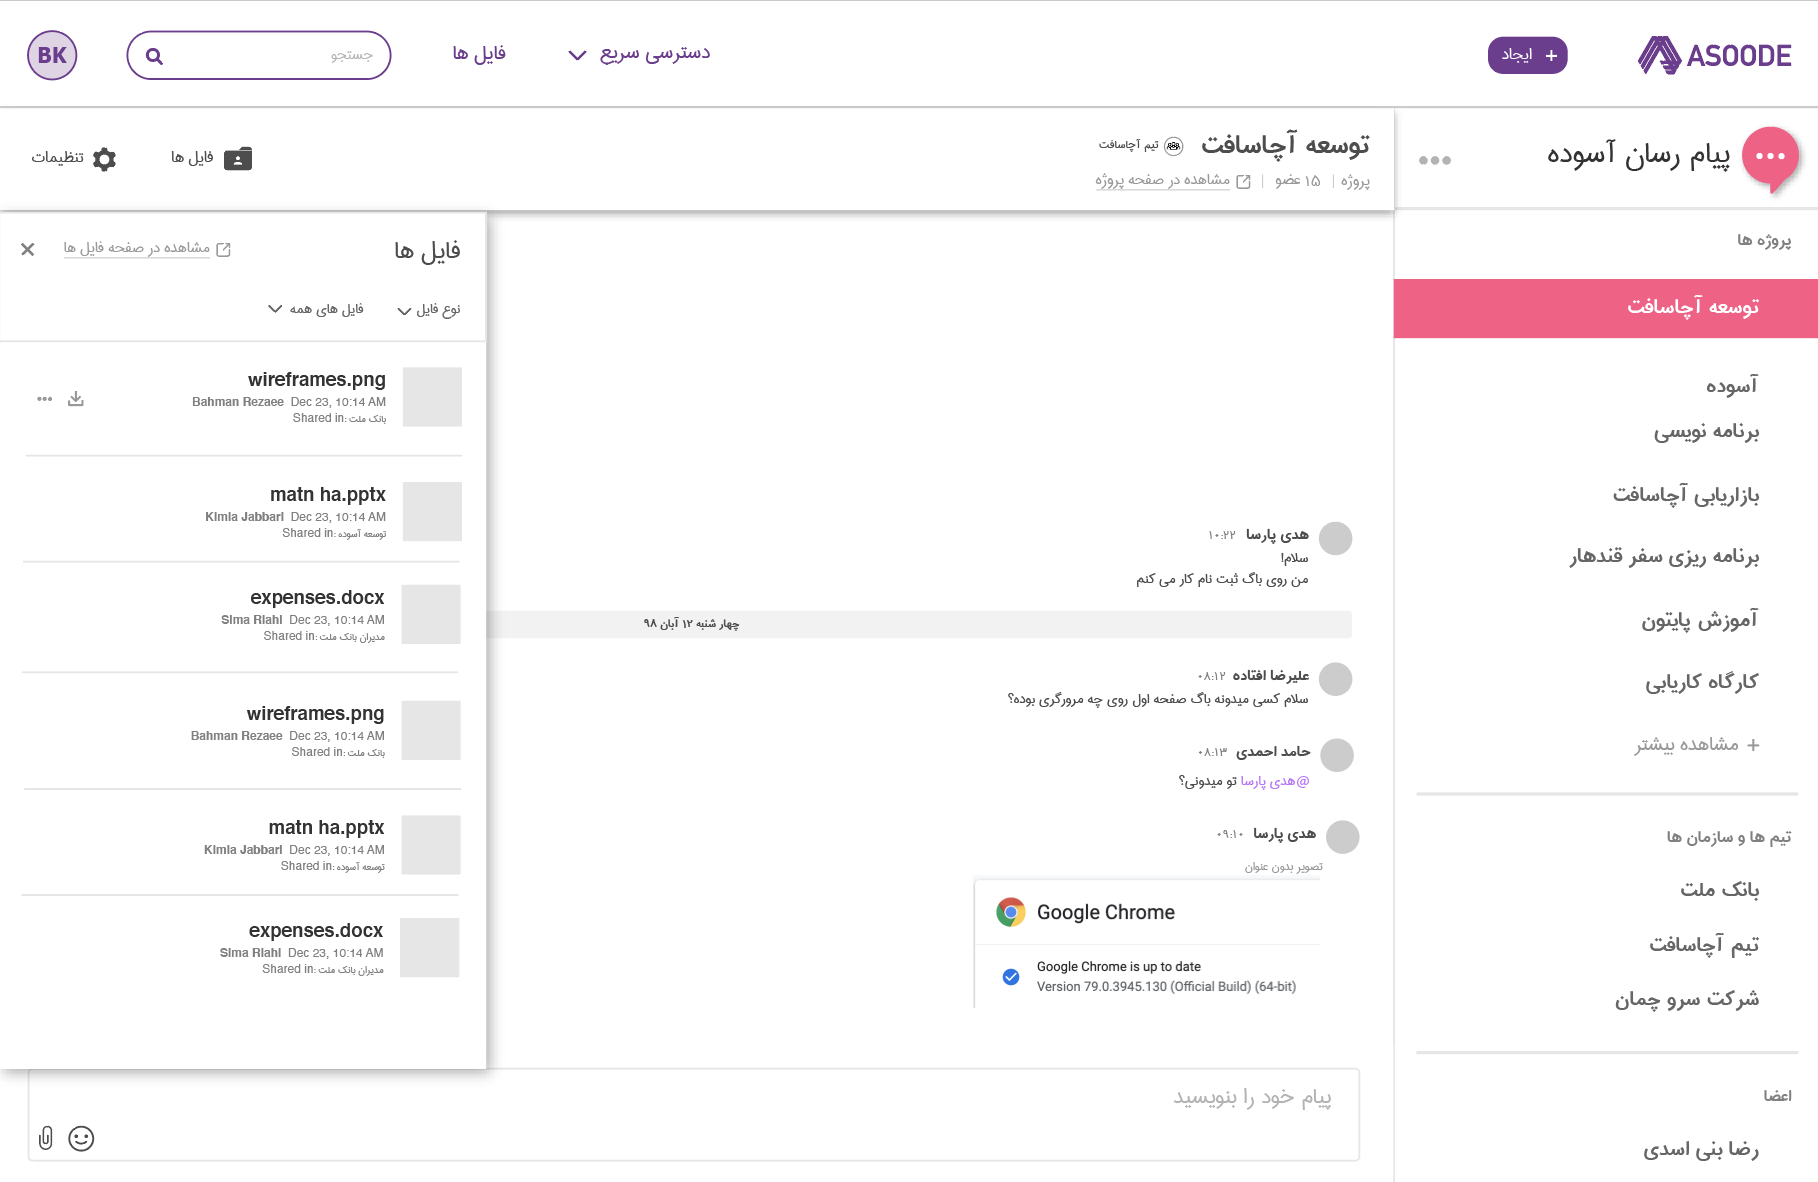 ASOODE
+ ایجاد
دسترسی سریع
فایل ها
جستجو
BK
پیام رسان آسوده
پروژه ها
توسعه آچاسافت
آسوده
برنامه نویسی
بازاریابی آچاسافت
برنامه ریزی سفر قندهار
آموزش پایتون
کارگاه کاریابی
+ مشاهده بیشتر
تیم ها و سازمان ها
بانک ملت
تیم آچاسافت
شرکت سرو چمان
اعضا
رضا بنی اسدی
توسعه آچاسافت تیم آچاسافت
پروژه | ۱۵ عضو | مشاهده در صفحه پروژه
فایل ها
تنظیمات
هدی پارسا ۱۰:۲۲
سلام!
من روی باگ ثبت نام کار می کنم
چهار شنبه ۱۲ آبان ۹۸
علیرضا افتاده ۰۸:۱۲
سلام کسی میدونه باگ صفحه اول روی چه مرورگری بوده؟
حامد احمدی ۰۸:۱۳
@هدی پارسا تو میدونی؟
هدی پارسا ۰۹:۱۰
تصویر بدون عنوان
Google Chrome
Google Chrome is up to date
Version 79.0.3945.130 (Official Build) (64-bit)
پیام خود را بنویسید
فایل ها
مشاهده در صفحه فایل ها
نوع فایل
فایل های همه
wireframes.png
Bahman Rezaee Dec 23, 10:14 AM
Shared in: بانک ملت
matn ha.pptx
Kimia Jabbari Dec 23, 10:14 AM
Shared in: توسعه آسوده
expenses.docx
Sima Riahi Dec 23, 10:14 AM
Shared in: مدیران بانک ملت
wireframes.png
Bahman Rezaee Dec 23, 10:14 AM
Shared in: بانک ملت
matn ha.pptx
Kimia Jabbari Dec 23, 10:14 AM
Shared in: توسعه آسوده
expenses.docx
Sima Riahi Dec 23, 10:14 AM
Shared in: مدیران بانک ملت